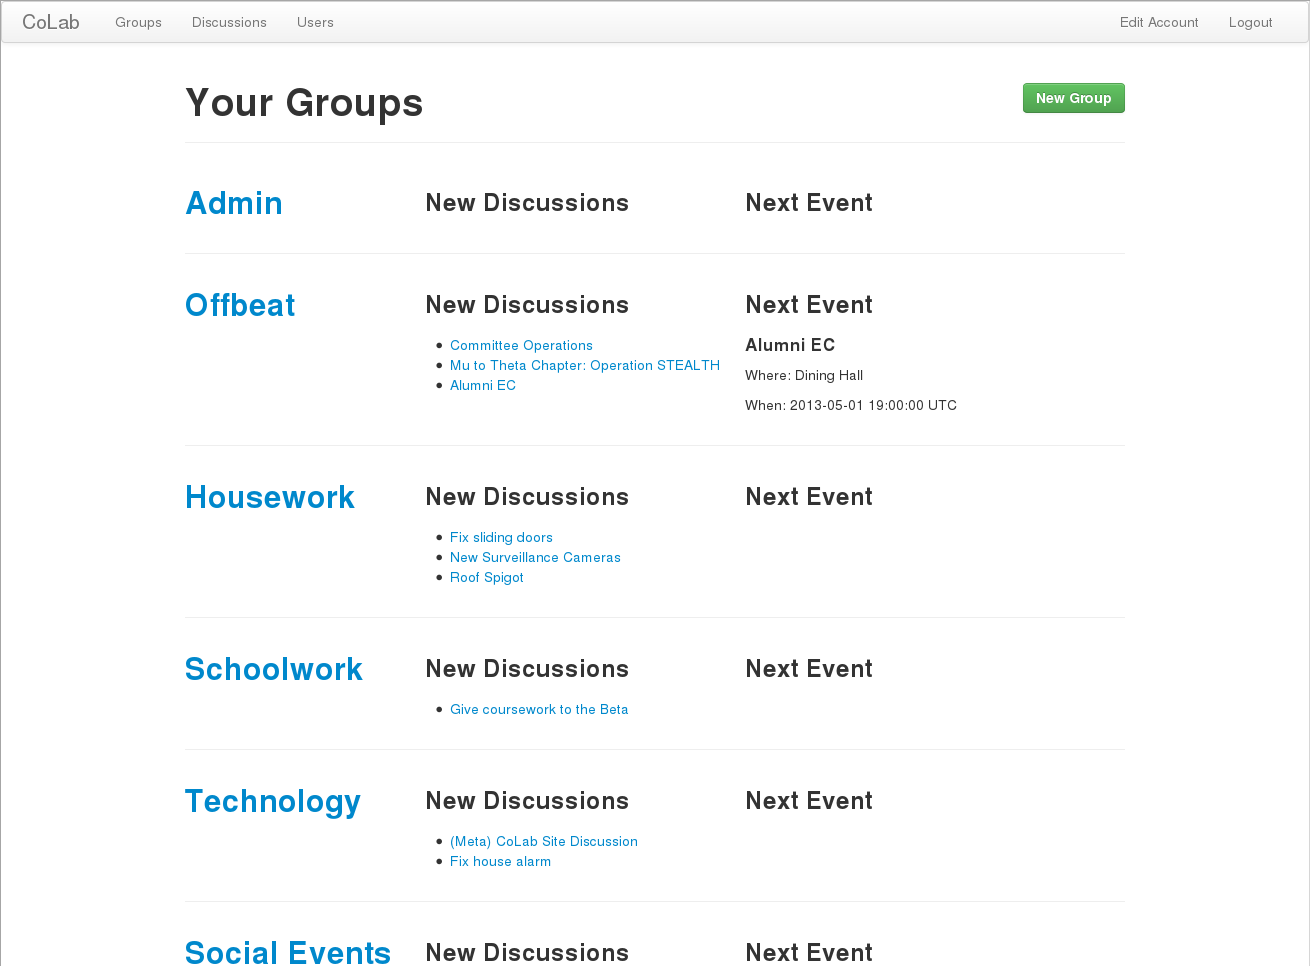 CoLab Groups Discussions Users Edit Account Logout
Your Groups New Group
Admin New Discussions Next Event
Offbeat New Discussions Next Event
Committee Operations Alumni EC
Mu to Theta Chapter: Operation STEALTH
Where: Dining Hall
Alumni EC
When: 2013-05-01 19:00:00 UTC
Housework New Discussions Next Event
Fix sliding doors
New Surveillance Cameras
Roof Spigot
Schoolwork New Discussions Next Event
Give coursework to the Beta
Technology New Discussions Next Event
(Meta) CoLab Site Discussion
Fix house alarm
Social Events New Discussions Next Event